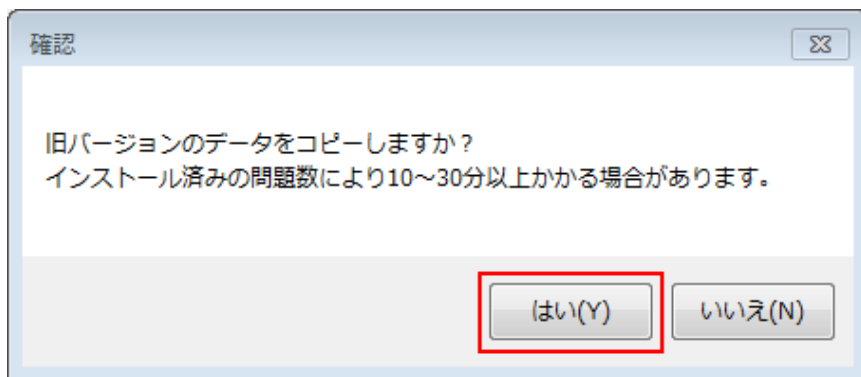 確認
旧バージョンのデータをコピーしますか？
インストール済みの問題数により10～30分以上かかる場合があります。
はい(Y)
いいえ(N)